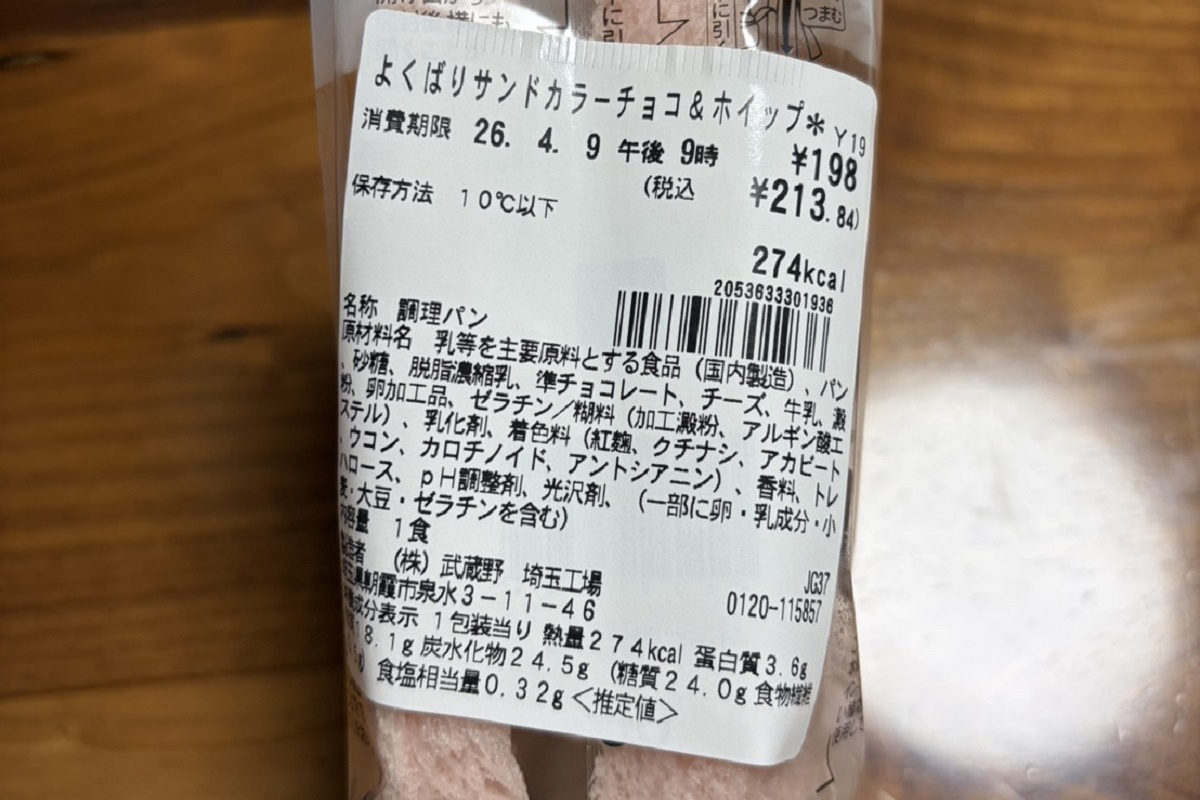 つまむ
よくばりサンドカラーチョコ&ホイップ* Y19
消費期限 26. 4. 9 午後 9時 ¥198
保存方法 10℃以下 (税込 ¥213.84)
274kcal
2053633301936
名称 調理パン
原材料名 乳等を主要原料とする食品(国内製造)、パン
、砂糖、脱脂濃縮乳、準チョコレート、チーズ、牛乳、澱
粉、卵加工品、ゼラチン/糊料(加工澱粉、アルギン酸エ
ステル)、乳化剤、着色料(紅麹、クチナシ、アカビート
、ウコン、カロチノイド、アントシアニン)、香料、トレ
ハロース、pH調整剤、光沢剤、(一部に卵・乳成分・小
麦・大豆・ゼラチンを含む)
内容量 1食
製造者 (株)武蔵野 埼玉工場 JG37
埼玉県朝霞市泉水3-11-46 0120-115857
成分表示 1包装当り 熱量274kcal 蛋白質3.6g
18.1g 炭水化物24.5g (糖質24.0g 食物繊維
食塩相当量0.32g <推定値>